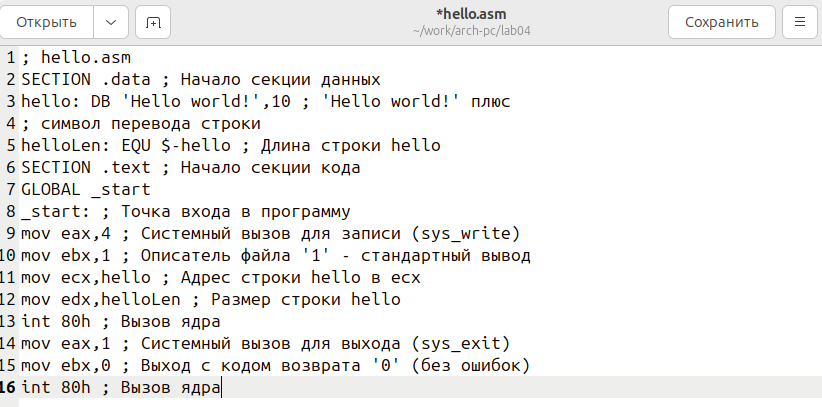 Открыть
*hello.asm
~/work/arch-pc/lab04
Сохранить
1 ; hello.asm
2 SECTION .data ; Начало секции данных
3 hello: DB 'Hello world!',10 ; 'Hello world!' плюс
4 ; символ перевода строки
5 helloLen: EQU $-hello ; Длина строки hello
6 SECTION .text ; Начало секции кода
7 GLOBAL _start
8 _start: ; Точка входа в программу
9 mov eax,4 ; Системный вызов для записи (sys_write)
10 mov ebx,1 ; Описатель файла '1' - стандартный вывод
11 mov ecx,hello ; Адрес строки hello в ecx
12 mov edx,helloLen ; Размер строки hello
13 int 80h ; Вызов ядра
14 mov eax,1 ; Системный вызов для выхода (sys_exit)
15 mov ebx,0 ; Выход с кодом возврата '0' (без ошибок)
16 int 80h ; Вызов ядра